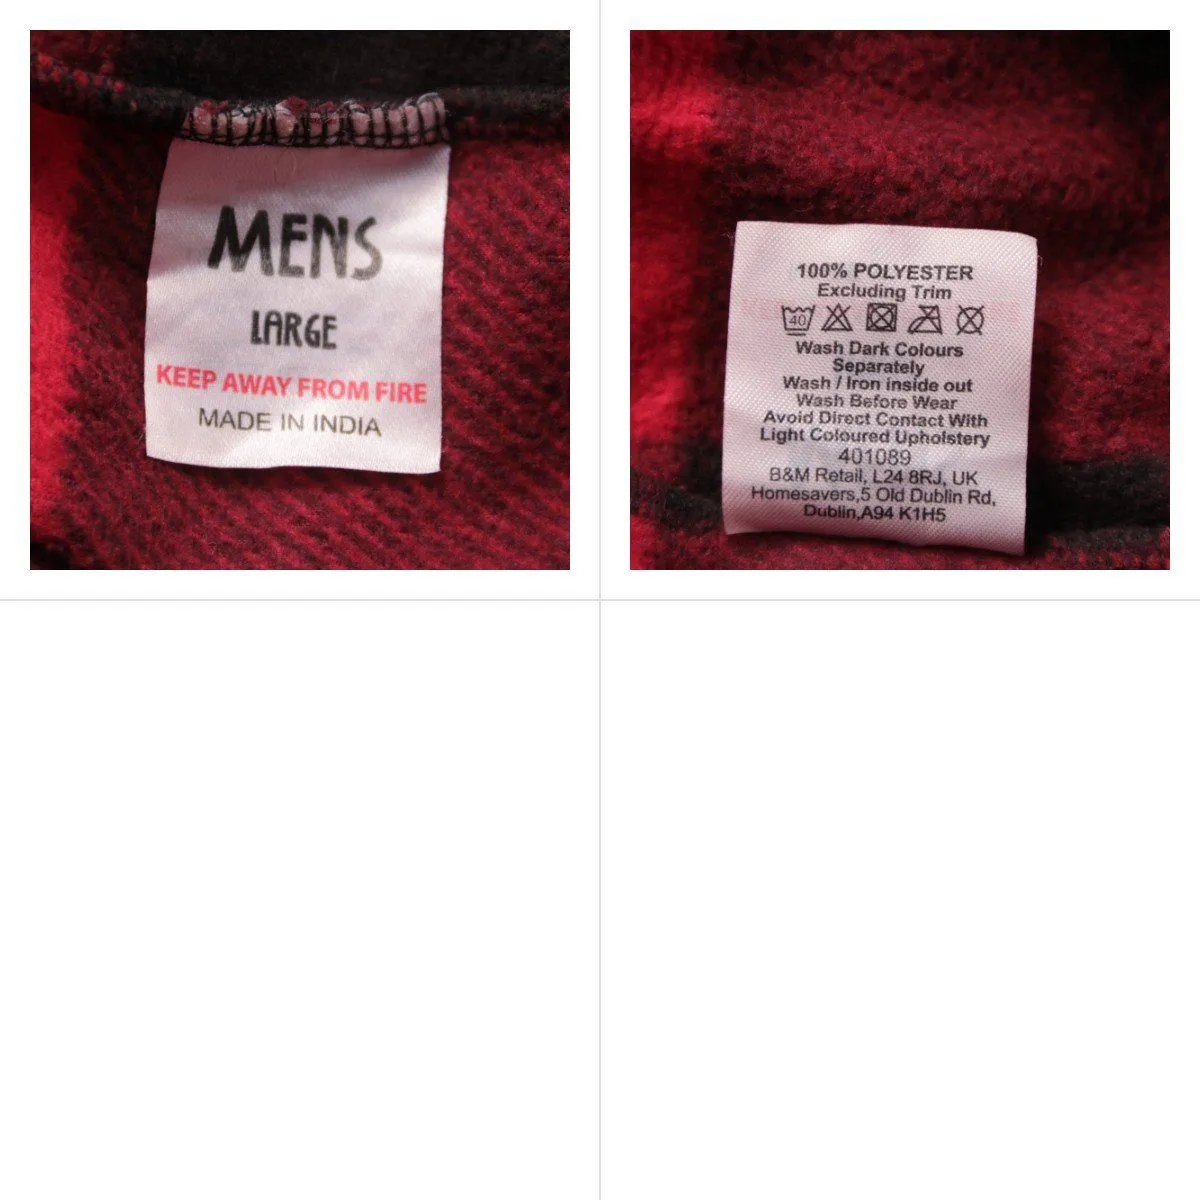 MENS
LARGE
KEEP AWAY FROM FIRE
MADE IN INDIA
100% POLYESTER
Excluding Trim
40
Wash Dark Colours
Separately
Wash / Iron inside out
Wash Before Wear
Avoid Direct Contact With
Light Coloured Upholstery
401089
B&M Retail, L24 8RJ, UK
Homesavers,5 Old Dublin Rd,
Dublin,A94 K1H5